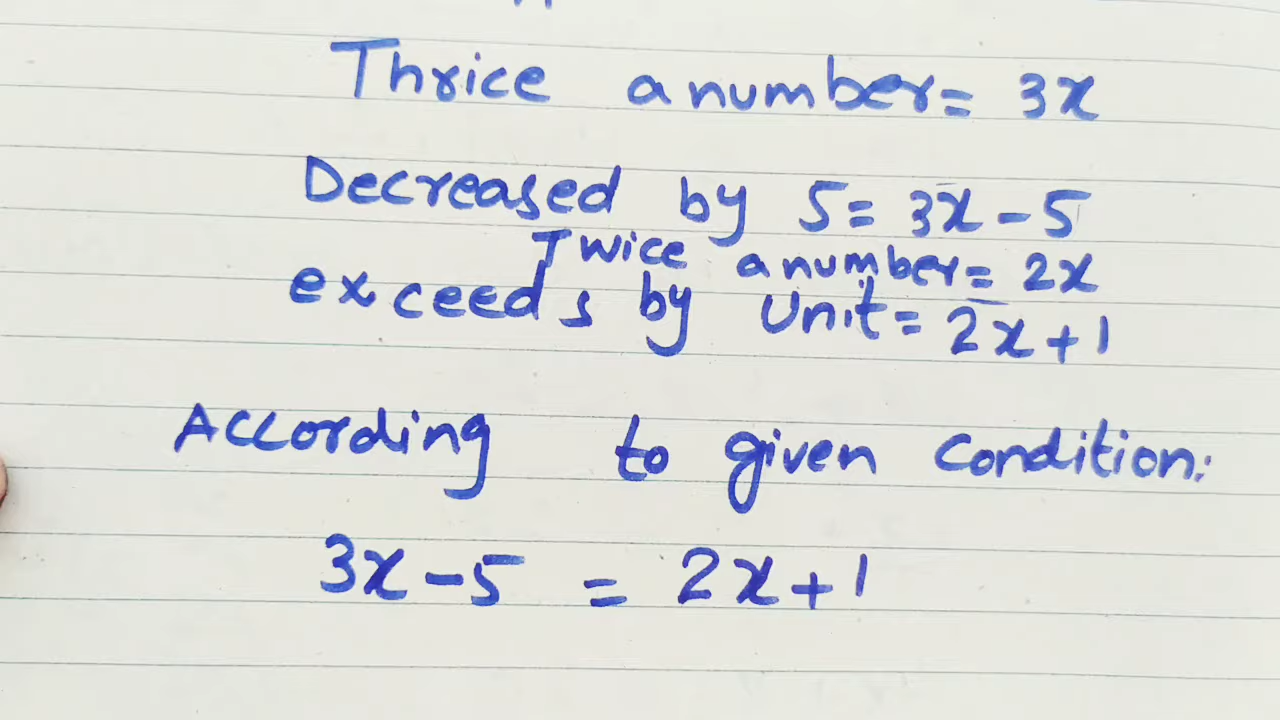 Thrice a number= 3x
Decreased by 5= 3x-5
Twice a number= 2x
exceeds by Unit= 2x+1
According to given condition:
3x-5 = 2x+1